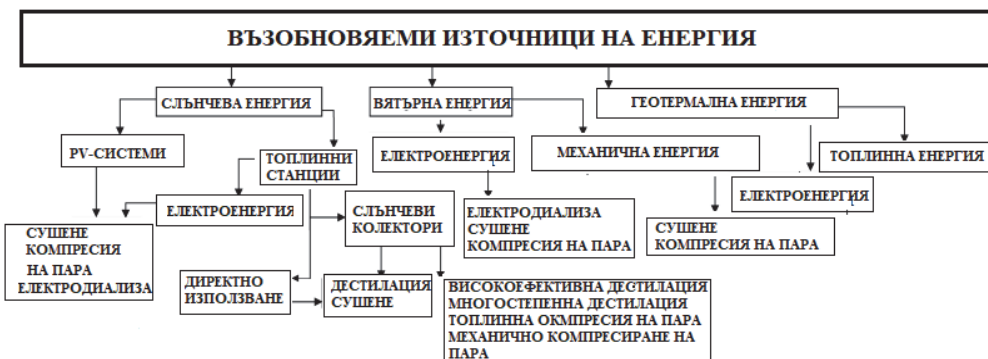 ВЪЗОБНОВЯЕМИ ИЗТОЧНИЦИ НА ЕНЕРГИЯ
СЛЪНЧЕВА ЕНЕРГИЯ
ВЯТЪРНА ЕНЕРГИЯ
ГЕОТЕРМАЛНА ЕНЕРГИЯ
PV-СИСТЕМИ
ТОПЛИННИ
СТАНЦИИ
ЕЛЕКТРОЕНЕРГИЯ
МЕХАНИЧНА ЕНЕРГИЯ
ТОПЛИННА ЕНЕРГИЯ
ЕЛЕКТРОЕНЕРГИЯ
ЕЛЕКТРОЕНЕРГИЯ
СЛЪНЧЕВИ
КОЛЕКТОРИ
ЕЛЕКТРОДИАЛИЗА
СУШЕНЕ
КОМПРЕСИЯ НА ПАРА
СУШЕНЕ
КОМПРЕСИЯ НА ПАРА
СУШЕНЕ
КОМПРЕСИЯ
НА ПАРА
ЕЛЕКТРОДИАЛИЗА
ДИРЕКТНО
ИЗПОЛЗВАНЕ
ДЕСТИЛАЦИЯ
СУШЕНЕ
ВИСОКОЕФЕКТИВНА ДЕСТИЛАЦИЯ
МНОГОСТЕПЕННА ДЕСТИЛАЦИЯ
ТОПЛИННА ОКМПРЕСИЯ НА ПАРА
МЕХАНИЧНО КОМПРЕСИРАНЕ НА
ПАРА